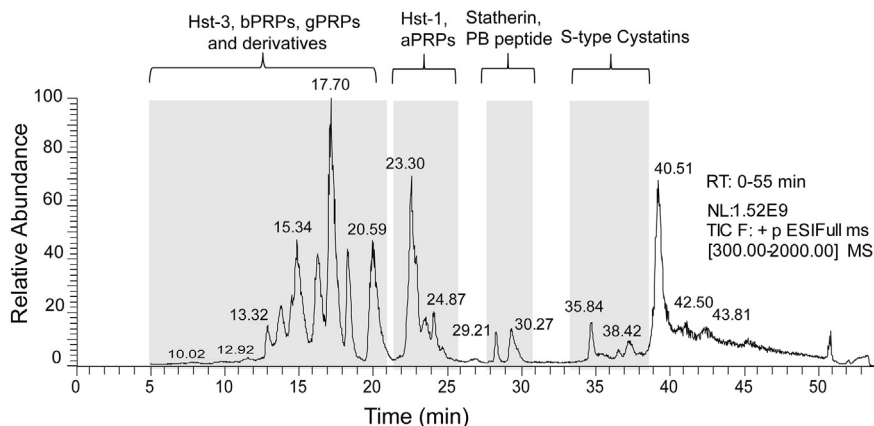 Hst-3, bPRPs, gPRPs
and derivatives
Hst-1,
aPRPs
Statherin,
PB peptide
S-type Cystatins
Relative Abundance
100
80
60
40
20
0
10.02
12.92
13.32
15.34
17.70
20.59
23.30
24.87
29.21
30.27
35.84
38.42
40.51
42.50
43.81
RT: 0-55 min
NL:1.52E9
TIC F: + p ESIFull ms
[300.00-2000.00] MS
0 5 10 15 20 25 30 35 40 45 50
Time (min)